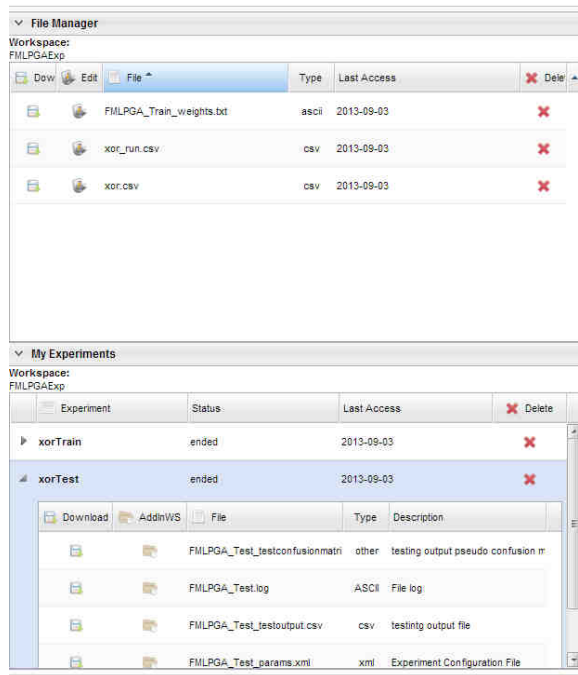 File Manager
Workspace:
FMLPGAExp
Dow Edit File Type Last Access Dele
FMLPGA_Train_weights.txt ascii 2013-09-03
xor_run.csv csv 2013-09-03
xor.csv csv 2013-09-03
My Experiments
Workspace:
FMLPGAExp
Experiment Status Last Access Delete
xorTrain ended 2013-09-03
xorTest ended 2013-09-03
Download AddInWS File Type Description
FMLPGA_Test_testconfusionmatri other testing output pseudo confusion m
FMLPGA_Test.log ASCII File log
FMLPGA_Test_testoutput.csv csv testintg output file
FMLPGA_Test_params.xml xml Experiment Configuration File